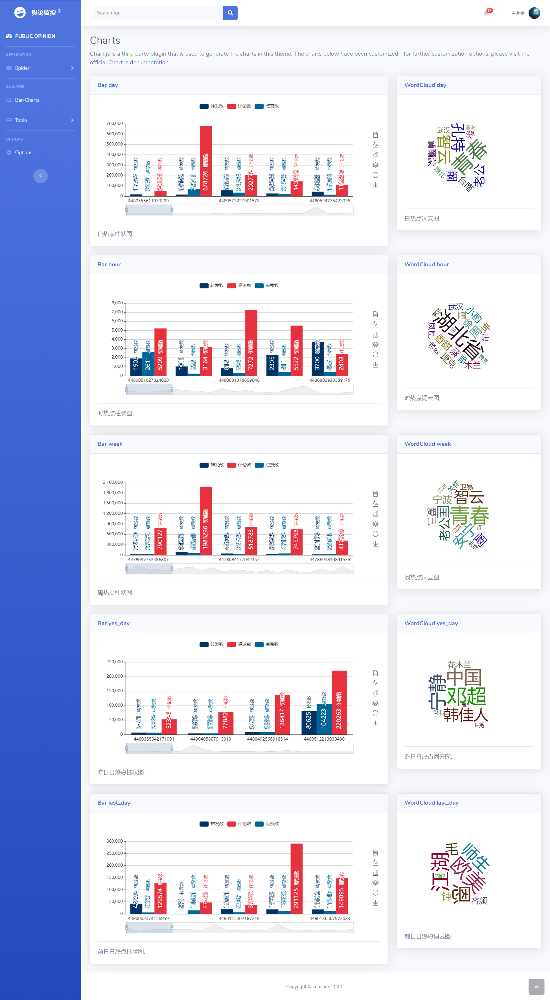 舆论监控 2
PUBLIC OPINION
APPLICATION
Spider
ANALYSIS
Bar-Charts
Table
OPTIONS
Options
Search for...
3+
Admin
Charts
Chart.js is a third party plugin that is used to generate the charts in this theme. The charts below have been customized - for further customization options, please visit the
official Chart.js documentation.
Bar day
转发数 评论数 点赞数
700,000
600,000
500,000
400,000
300,000
200,000
100,000
0
17792 转发数
3979 点赞数
50854 评论数
16162 转发数
72013 点赞数
678726
57552 转发数
34784 点赞数
202775 评论数
26664 转发数
21867 点赞数
143982 评论数
44623 转发数
15064 点赞数
112230 评论数
4480555611073209 4480573227901578 4480624775423035
日热点柱状图.
WordCloud day
武汉
孔特
後
智云
青春
賀爾蒙
湖北
阚
台南
公举
日热点词云图.
Bar hour
转发数 评论数 点赞数
8,000
7,000
6,000
5,000
4,000
3,000
2,000
1,000
0
1903 转发数
2611 点赞数
5209 评论数
1013 转发数
228 点赞数
3164 评论数
818 转发数
284 点赞数
7272 评论数
2305 转发数
411 点赞数
5522 评论数
3700 转发数
425 点赞数
2403 评论数
4480881027024828 4480881378659648 4480882930389175
时热点柱状图.
WordCloud hour
武汉
茅庐
童
小酌
徐
周
冉
忠
湖北省
凤凰
香甜
老公
蔡
捷克
鄂
木兰
萧克
时热点词云图.
Bar week
转发数 评论数 点赞数
2,100,000
1,800,000
1,500,000
1,200,000
900,000
600,000
300,000
0
22350 转发数
27272 点赞数
790127 评论数
94253 转发数
55245 点赞数
1983296 评论数
45948 转发数
32768 点赞数
818788 评论数
38805 转发数
47128 点赞数
745798 评论数
21176 转发数
23615 点赞数
417793 评论数
4478037733486807 4478084177032157 4478691830891535
周热点柱状图.
WordCloud week
殷岳
关怀
卫冕
宁波
智云
爱己
国
青春
老公
白宫
安宁
连
阚
北京
周热点词云图.
Bar yes_day
转发数 评论数 点赞数
250,000
200,000
150,000
100,000
50,000
0
6491 转发数
6326 点赞数
52354 评论数
3658 转发数
3736 点赞数
77882 评论数
8453 转发数
8336 点赞数
136417 评论数
80625 转发数
104223 点赞数
220263 评论数
4480355342171991 4480405807913019 4480492566918514 4480512213030480
昨日日热点柱状图.
WordCloud yes_day
花木兰
中国
宁静
邓超
岚
湖北
韩佳人
卫冕
昨日日热点词云图.
Bar last_day
转发数 评论数 点赞数
300,000
250,000
200,000
150,000
100,000
50,000
0
42266 转发数
6027 点赞数
129574 评论数
271 转发数
14621 点赞数
47483 评论数
19051 转发数
6667 点赞数
37322 评论数
18723 转发数
12682 点赞数
291125 评论数
18602 转发数
11149 点赞数
149095 评论数
4480002374156959 4480115402187219 4480136507972033
前日日热点柱状图.
WordCloud last_day
毛
师生
江湖
欧美
福建
钟
恩
容颜
前日日热点词云图.
Copyright © com.nex 2020 -